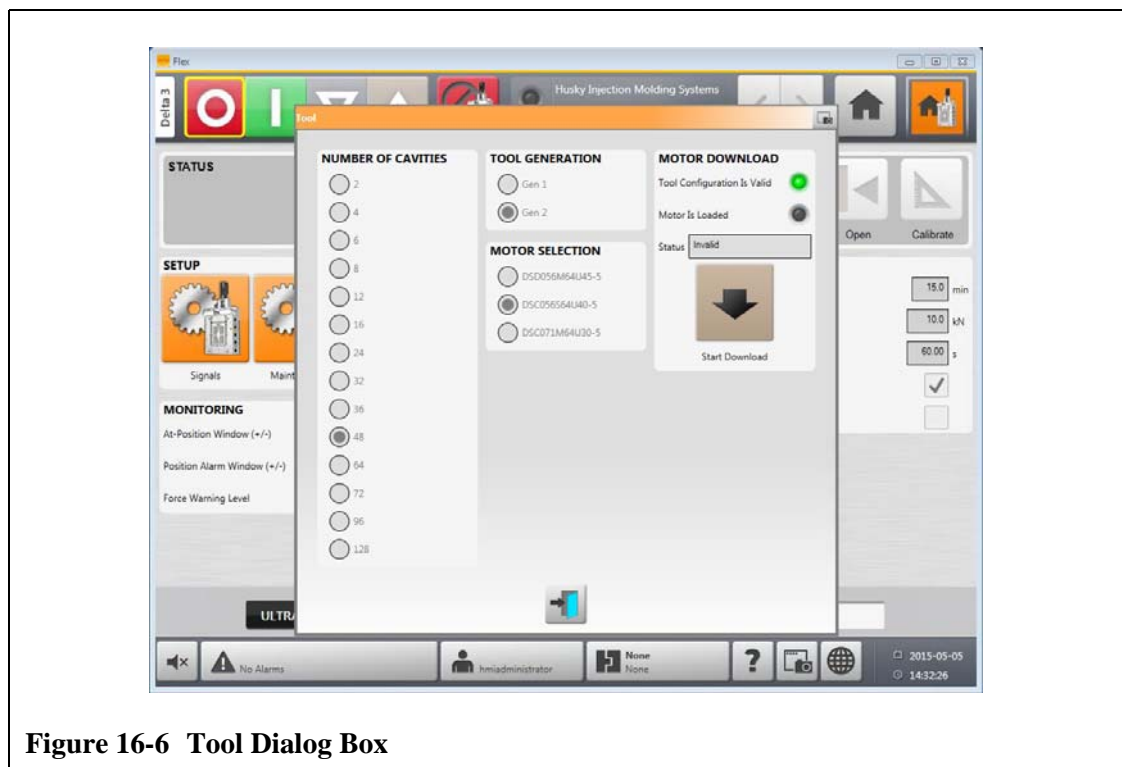 Flex
Delta 3
Husky Injection Molding Systems
Tool
STATUS
Open
Calibrate
SETUP
Signals
Maint
15.0 min
10.0 kN
60.00 s
MONITORING
At-Position Window (+/-)
Position Alarm Window (+/-)
Force Warning Level
NUMBER OF CAVITIES
2
4
6
8
12
16
24
32
36
48
64
72
96
128
TOOL GENERATION
Gen 1
Gen 2
MOTOR SELECTION
DSD056M64U45-5
DSC056S64U40-5
DSC071M64U30-5
MOTOR DOWNLOAD
Tool Configuration Is Valid
Motor Is Loaded
Status Invalid
Start Download
ULTRA
No Alarms
hmiadministrator
None
None
?
2015-05-05
14:32:26
Figure 16-6 Tool Dialog Box